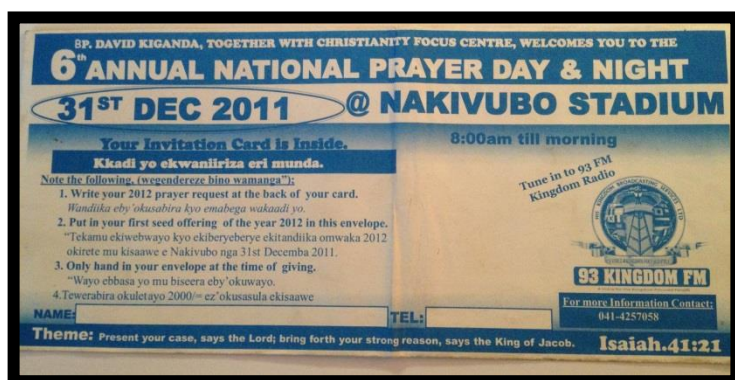 BP. DAVID KIGANDA, TOGETHER WITH CHRISTIANITY FOCUS CENTRE, WELCOMES YOU TO THE
6th ANNUAL NATIONAL PRAYER DAY & NIGHT
31ST DEC 2011 @ NAKIVUBO STADIUM
Your Invitation Card is Inside.
Kkadi yo ekwaniiriza eri munda.
Note the following, (wegendereze bino wamanga"):
1. Write your 2012 prayer request at the back of your card.
Wandiika eby'okusabira kyo emabega wakaadi yo.
2. Put in your first seed offering of the year 2012 in this envelope.
"Tekamu ekiwebwayo kyo ekiberyeberye ekitandiika omwaka 2012
okirete mu kisaawe e Nakivubo nga 31st Decemba 2011.
3. Only hand in your envelope at the time of giving.
"Wayo ebbasa yo mu biseera eby'okuwayo.
4.Tewerabira okuletayo 2000/= ez'okusasula ekisaawe
8:00am till morning
Tune in to 93 FM
Kingdom Radio
93 KINGDOM FM
For more Information Contact:
041-4257058
NAME: TEL:
Theme: Present your case, says the Lord; bring forth your strong reason, says the King of Jacob. Isaiah.41:21